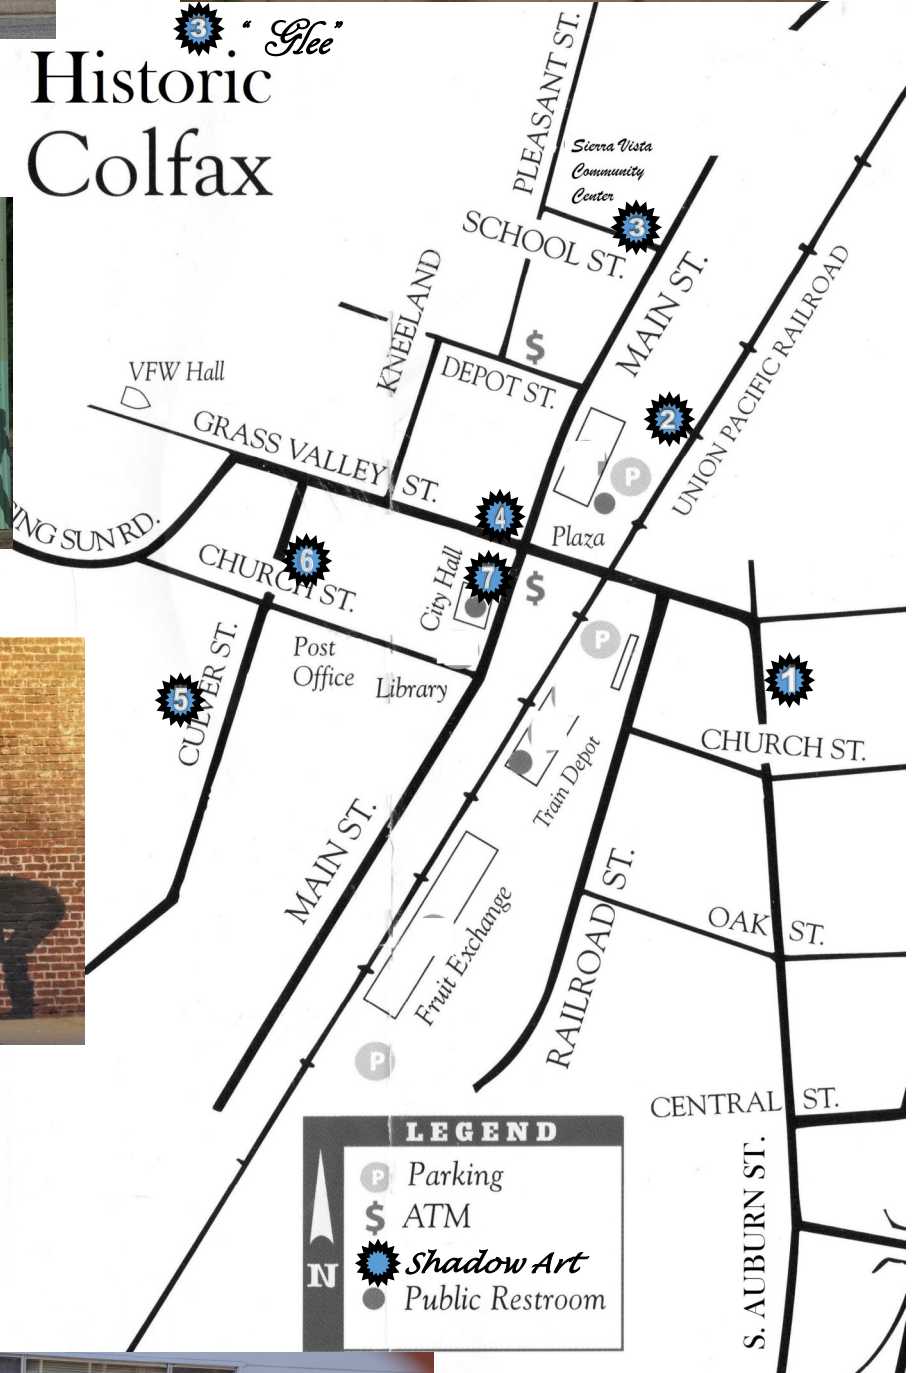 3 " Glee"
Historic
Colfax
PLEASANT ST.
Sierra Vista
Community
Center
3
SCHOOL ST.
MAIN ST.
UNION PACIFIC RAILROAD
KNEELAND
$
DEPOT ST.
VFW Hall
2
GRASS VALLEY ST.
P
4
Plaza
ING SUN RD.
6
CHURCH ST.
City Hall
7
$
P
Post
Office
Library
5
CULVER ST.
1
CHURCH ST.
Train Depot
MAIN ST.
Fruit Exchange
RAILROAD ST.
OAK ST.
P
CENTRAL ST.
S. AUBURN ST.
LEGEND
P Parking
$ ATM
Shadow Art
N
Public Restroom